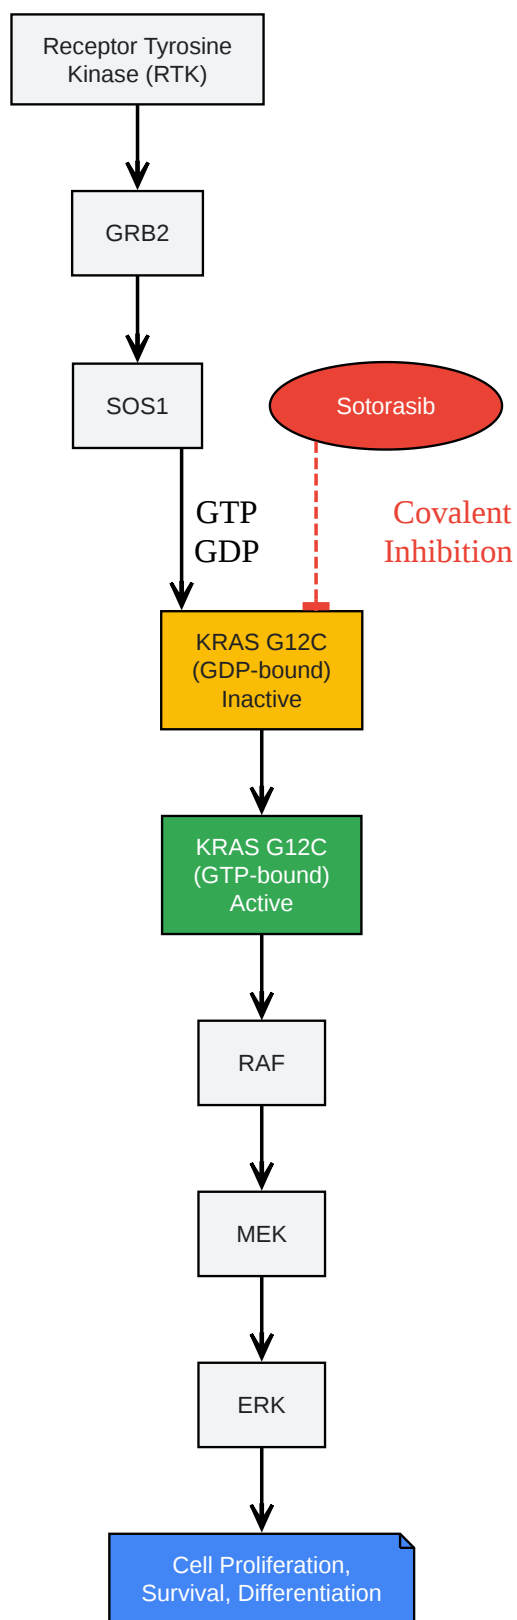 Receptor Tyrosine
Kinase (RTK)
GRB2
SOS1
Sotorasib
GTP
GDP
Covalent
Inhibition
KRAS G12C
(GDP-bound)
Inactive
KRAS G12C
(GTP-bound)
Active
RAF
MEK
ERK
Cell Proliferation,
Survival, Differentiation